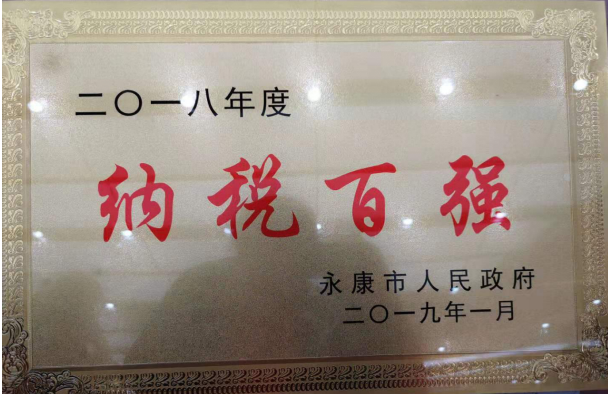 二〇一八年度
纳税百强
永康市人民政府
二〇一九年一月